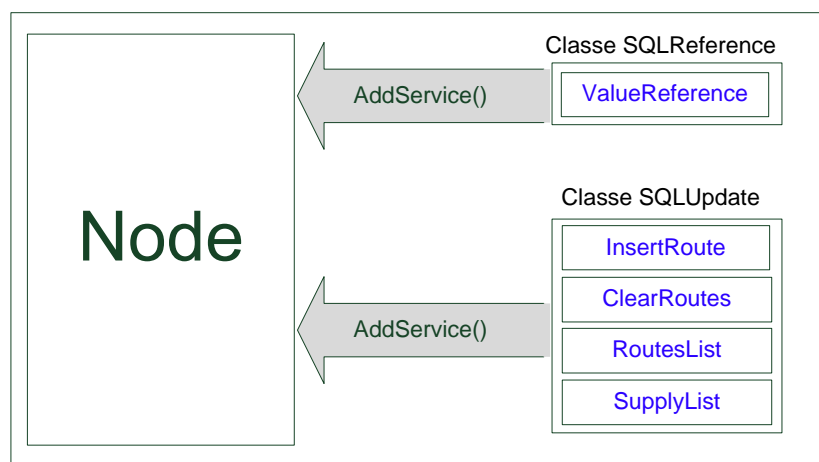 Classe SQLReference
AddService()
ValueReference
Node
Classe SQLUpdate
InsertRoute
ClearRoutes
AddService()
RoutesList
SupplyList